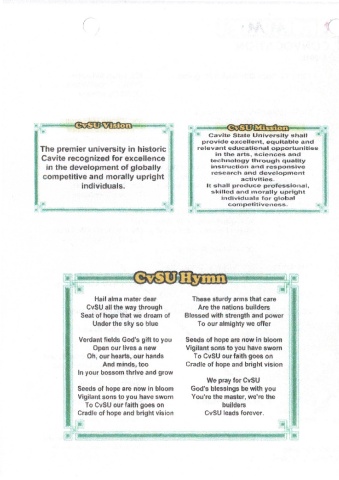 CvSU Vision
The premier university in historic
Cavite recognized for excellence
in the development of globally
competitive and morally upright
individuals.
CvSU Mission
Cavite State University shall
provide excellent, equitable and
relevant educational opportunities
in the arts, sciences and
technology through quality
instruction and responsive
research and development
activities.
It shall produce professional,
skilled and morally upright
individuals for global
competitiveness.
CvSU Hymn
Hail alma mater dear
CvSU all the way through
Seat of hope that we dream of
Under the sky so blue
Verdant fields God's gift to you
Open our lives a new
Oh, our hearts, our hands
And minds, too
In your bossom thrive and grow
Seeds of hope are now in bloom
Vigilant sons to you have sworn
To CvSU our faith goes on
Cradle of hope and bright vision
These sturdy arms that care
Are the nations builders
Blessed with strength and power
To our almighty we offer
Seeds of hope are now in bloom
Vigilant sons to you have sworn
To CvSU our faith goes on
Cradle of hope and bright vision
We pray for CvSU
God's blessings be with you
You're the master, we're the
builders
CvSU leads forever.